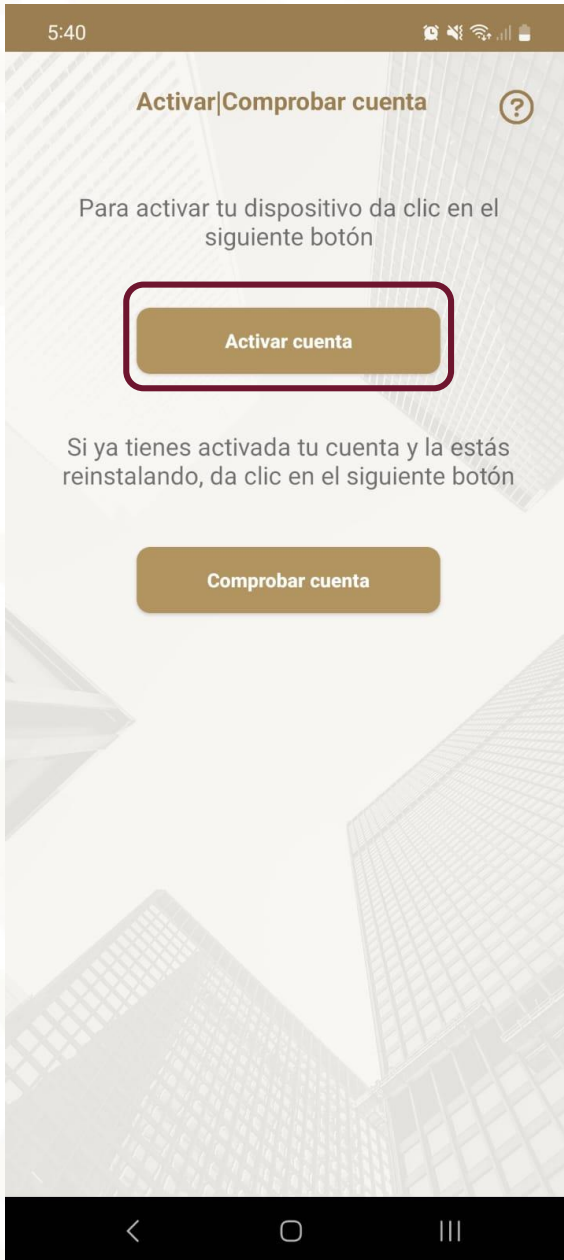 5:40
Activar|Comprobar cuenta
?
Para activar tu dispositivo da clic en el
siguiente botón
Activar cuenta
Si ya tienes activada tu cuenta y la estás
reinstalando, da clic en el siguiente botón
Comprobar cuenta